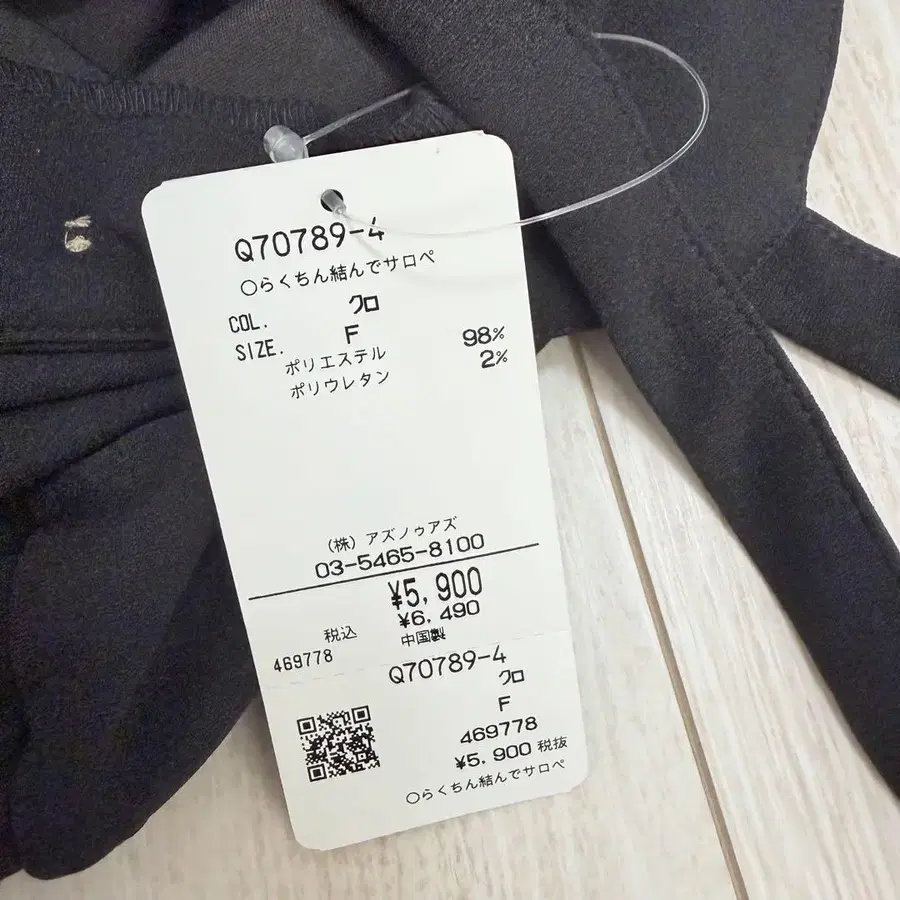 Q70789-4
○らくちん結んでサロペ
COL. クロ
SIZE. F
ポリエステル 98%
ポリウレタン 2%
(株) アズノゥアズ
03-5465-8100
¥5,900
税込 ¥6,490
469778 中国製
Q70789-4
クロ
F
469778
¥5,900 税抜
○らくちん結んでサロペ